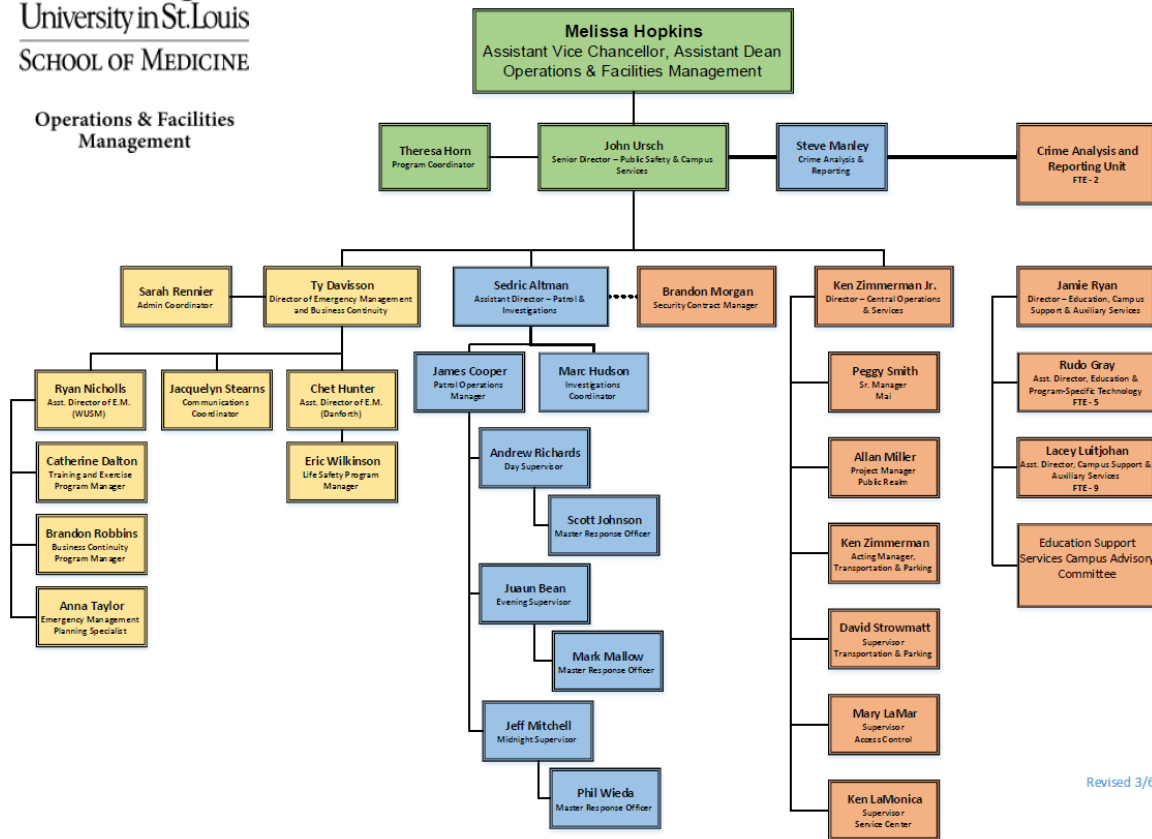 University in St. Louis
SCHOOL OF MEDICINE
Operations & Facilities
Management
Melissa Hopkins
Assistant Vice Chancellor, Assistant Dean
Operations & Facilities Management
Theresa Horn
Program Coordinator
John Ursch
Senior Director – Public Safety & Campus
Services
Steve Manley
Crime Analysis &
Reporting
Crime Analysis and
Reporting Unit
FTE - 2
Sarah Rennier
Admin Coordinator
Ty Davisson
Director of Emergency Management
and Business Continuity
Sedric Altman
Assistant Director – Patrol &
Investigations
Brandon Morgan
Security Contract Manager
Ken Zimmerman Jr.
Director – Central Operations
& Services
Jamie Ryan
Director – Education, Campus
Support & Auxiliary Services
Ryan Nicholls
Asst. Director of E.M.
(WUSM)
Jacquelyn Stearns
Communications
Coordinator
Chet Hunter
Asst. Director of E.M.
(Danforth)
James Cooper
Patrol Operations
Manager
Marc Hudson
Investigations
Coordinator
Peggy Smith
Sr. Manager
Mai
Rudo Gray
Asst. Director, Education &
Program-Specific Technology
FTE - 5
Catherine Dalton
Training and Exercise
Program Manager
Eric Wilkinson
Life Safety Program
Manager
Andrew Richards
Day Supervisor
Allan Miller
Project Manager
Public Realm
Lacey Luitjohan
Asst. Director, Campus Support &
Auxiliary Services
FTE - 9
Brandon Robbins
Business Continuity
Program Manager
Scott Johnson
Master Response Officer
Ken Zimmerman
Acting Manager,
Transportation & Parking
Education Support
Services Campus Advisory
Committee
Anna Taylor
Emergency Management
Planning Specialist
Juaun Bean
Evening Supervisor
David Strowmatt
Supervisor
Transportation & Parking
Mark Mallow
Master Response Officer
Jeff Mitchell
Midnight Supervisor
Mary LaMar
Supervisor
Access Control
Phil Wieda
Master Response Officer
Ken LaMonica
Supervisor
Service Center
Revised 3/6